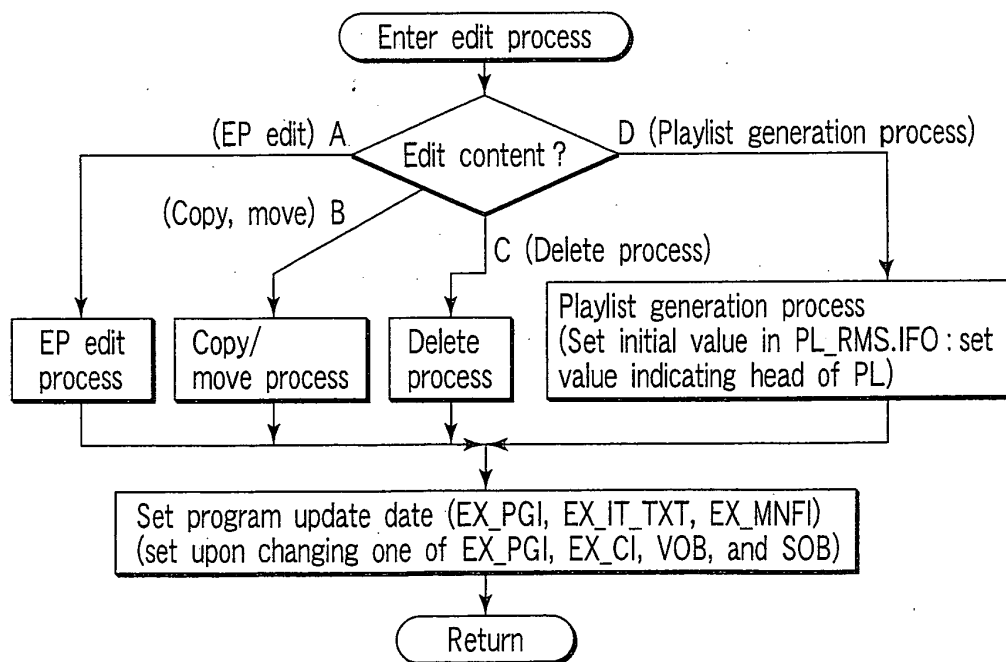 Enter edit process
(EP edit) A
D (Playlist generation process)
Edit content ?
(Copy, move) B
C (Delete process)
EP edit
process
Copy/
move process
Delete
process
Playlist generation process
(Set initial value in PL_RMS.IFO : set
value indicating head of PL)
Set program update date (EX_PGI, EX_IT_TXT, EX_MNFI)
(set upon changing one of EX_PGI, EX_CI, VOB, and SOB)
Return